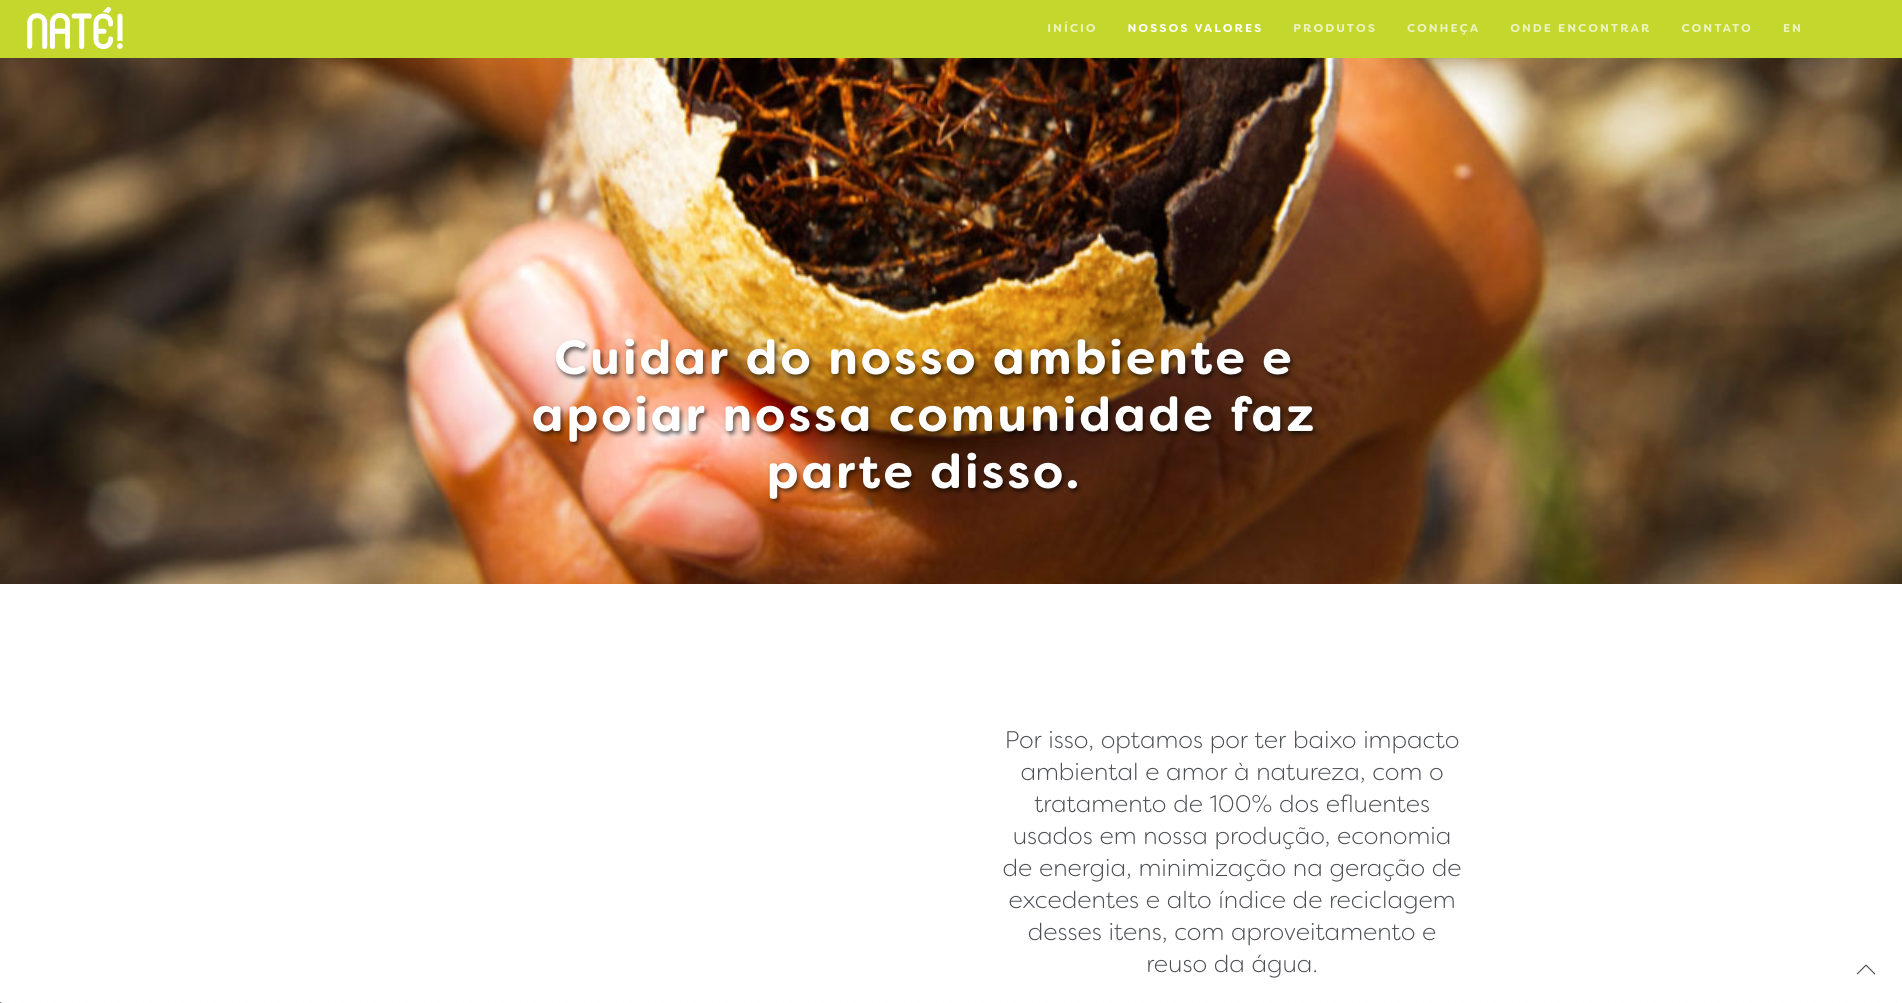 NATÉ!
INÍCIO
NOSSOS VALORES
PRODUTOS
CONHEÇA
ONDE ENCONTRAR
CONTATO
EN
Cuidar do nosso ambiente e
apoiar nossa comunidade faz
parte disso.
Por isso, optamos por ter baixo impacto
ambiental e amor à natureza, com o
tratamento de 100% dos efluentes
usados em nossa produção, economia
de energia, minimização na geração de
excedentes e alto índice de reciclagem
desses itens, com aproveitamento e
reuso da água.